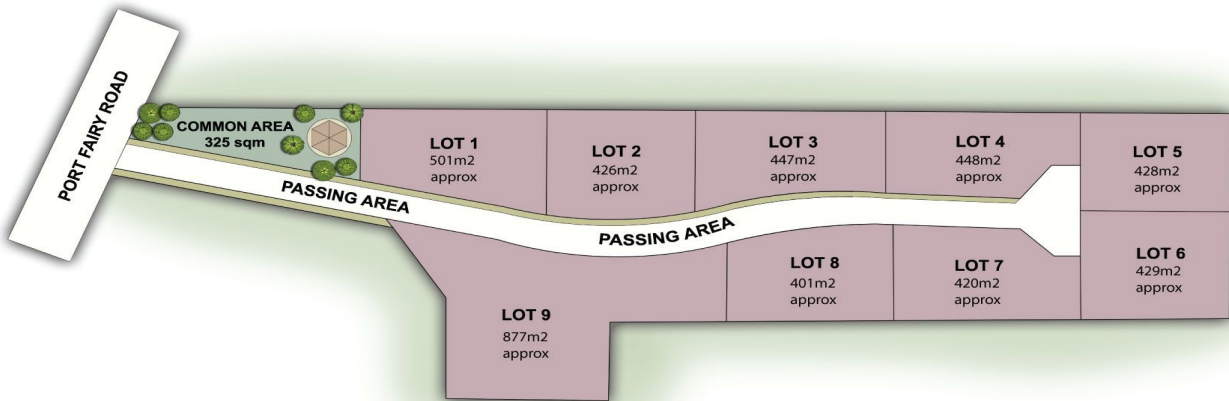 PORT FAIRY ROAD
COMMON AREA
325 sqm
PASSING AREA
LOT 1
501m2
approx
LOT 2
426m2
approx
LOT 3
447m2
approx
LOT 4
448m2
approx
LOT 5
428m2
approx
PASSING AREA
LOT 6
429m2
approx
LOT 7
420m2
approx
LOT 8
401m2
approx
LOT 9
877m2
approx